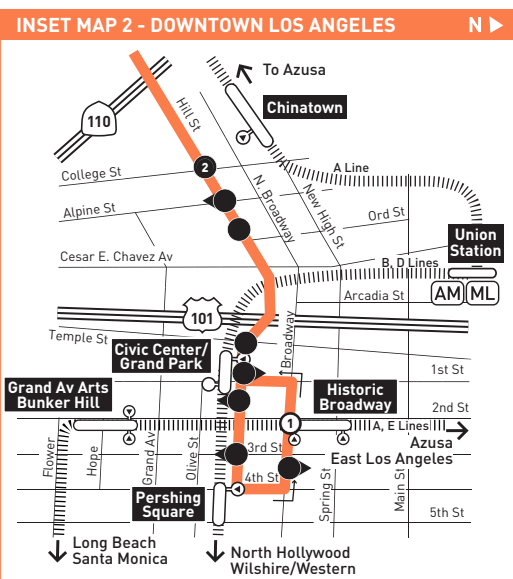 INSET MAP 2 - DOWNTOWN LOS ANGELES
N
To Azusa
Chinatown
110
Hill St
2
College St
A Line
Alpine St
N. Broadway
New High St
Ord St
Union
Station
Cesar E. Chavez Av
B, D Lines
AM
ML
Arcadia St
101
Temple St
Civic Center/
Grand Park
Broadway
1st St
Grand Av Arts
Bunker Hill
Historic
Broadway
2nd St
1
A, E Lines
Azusa
East Los Angeles
Flower
Hope
Grand Av
Olive St
3rd St
4th St
Spring St
Main St
Pershing
Square
5th St
Long Beach
Santa Monica
North Hollywood
Wilshire/Western